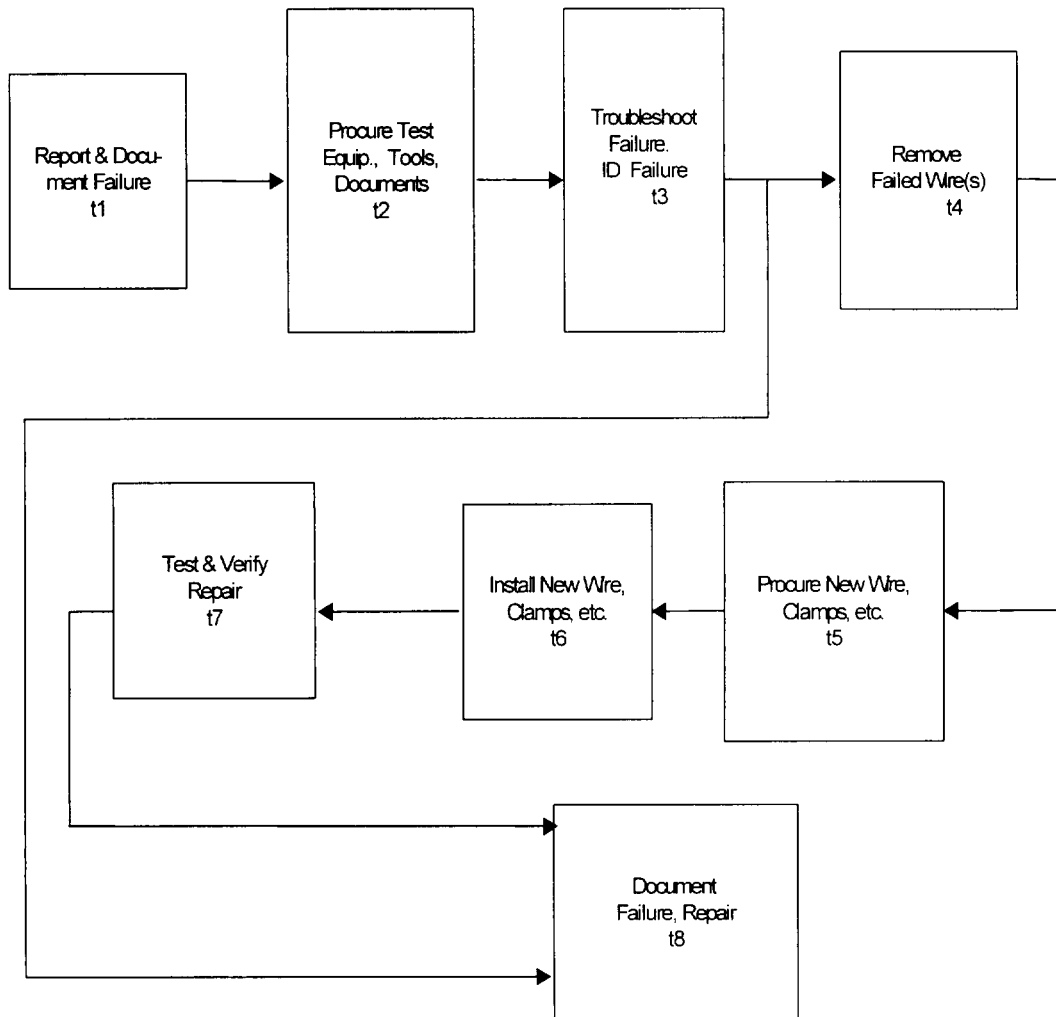 Report & Docu-
ment Failure
t1
Procure Test
Equip., Tools,
Documents
t2
Troubleshoot
Failure.
ID Failure
t3
Remove
Failed Wire(s)
t4
Test & Verify
Repair
t7
Install New Wire,
Clamps, etc.
t6
Procure New Wire,
Clamps, etc.
t5
Document
Failure, Repair
t8